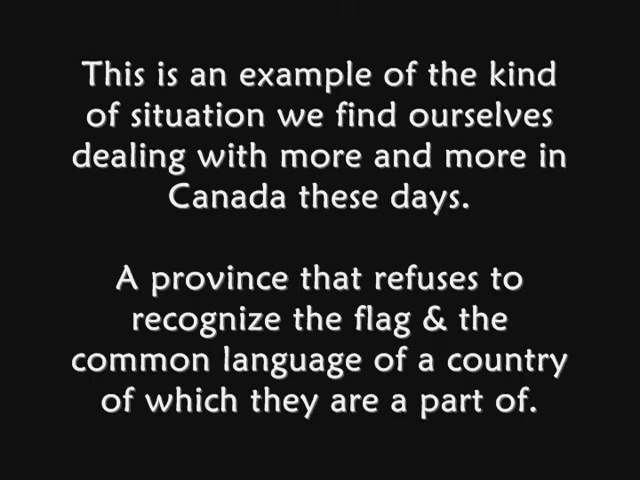 This is an example of the kind
of situation we find ourselves
dealing with more and more in
Canada these days.
A province that refuses to
recognize the flag & the
common language of a country
of which they are a part of.